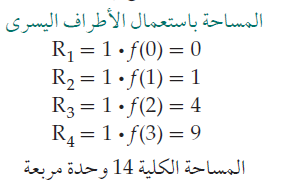 المساحة باستعمال الأطراف اليسرى
R₁ = 1 • f(0) = 0
R₂ = 1 • f(1) = 1
R₃ = 1 • f(2) = 4
R₄ = 1 • f(3) = 9
المساحة الكلية 14 وحدة مربعة